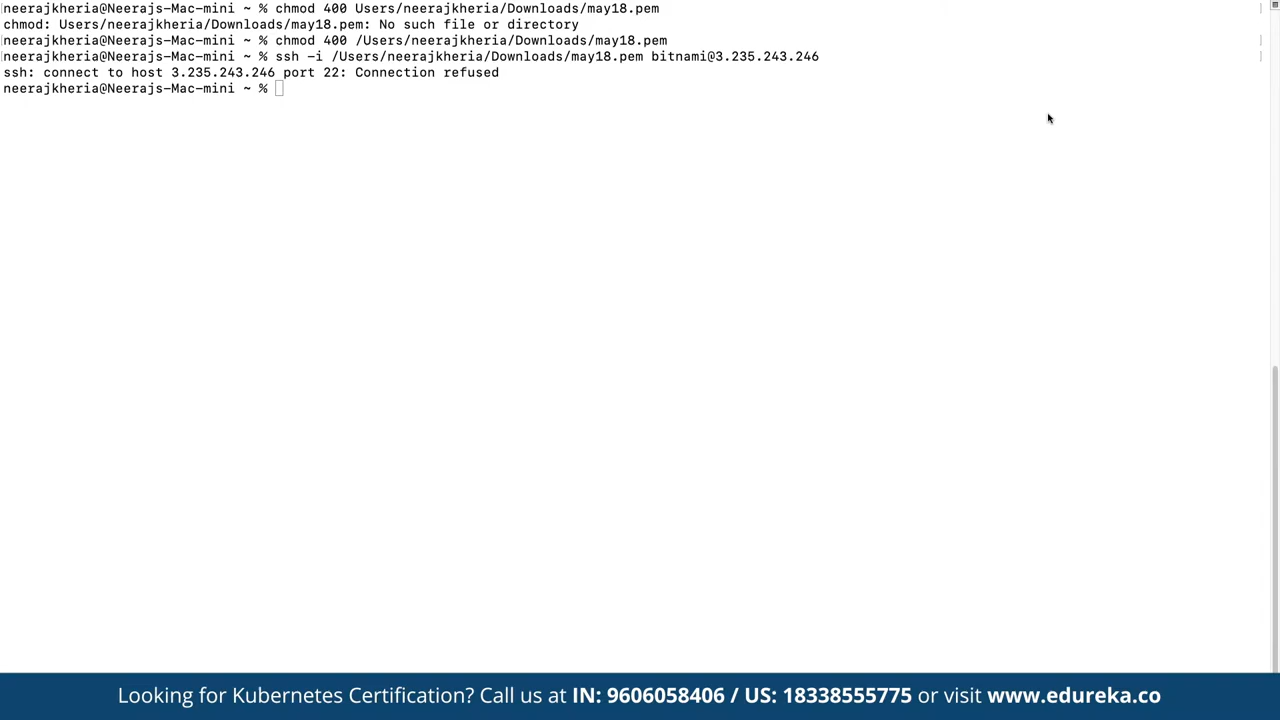 neerajkheria@Neerajs-Mac-mini ~ % chmod 400 Users/neerajkheria/Downloads/may18.pem
chmod: Users/neerajkheria/Downloads/may18.pem: No such file or directory
neerajkheria@Neerajs-Mac-mini ~ % chmod 400 /Users/neerajkheria/Downloads/may18.pem
neerajkheria@Neerajs-Mac-mini ~ % ssh -i /Users/neerajkheria/Downloads/may18.pem bitnami@3.235.243.246
ssh: connect to host 3.235.243.246 port 22: Connection refused
neerajkheria@Neerajs-Mac-mini ~ %
Looking for Kubernetes Certification? Call us at IN: 9606058406 / US: 18338555775 or visit www.edureka.co